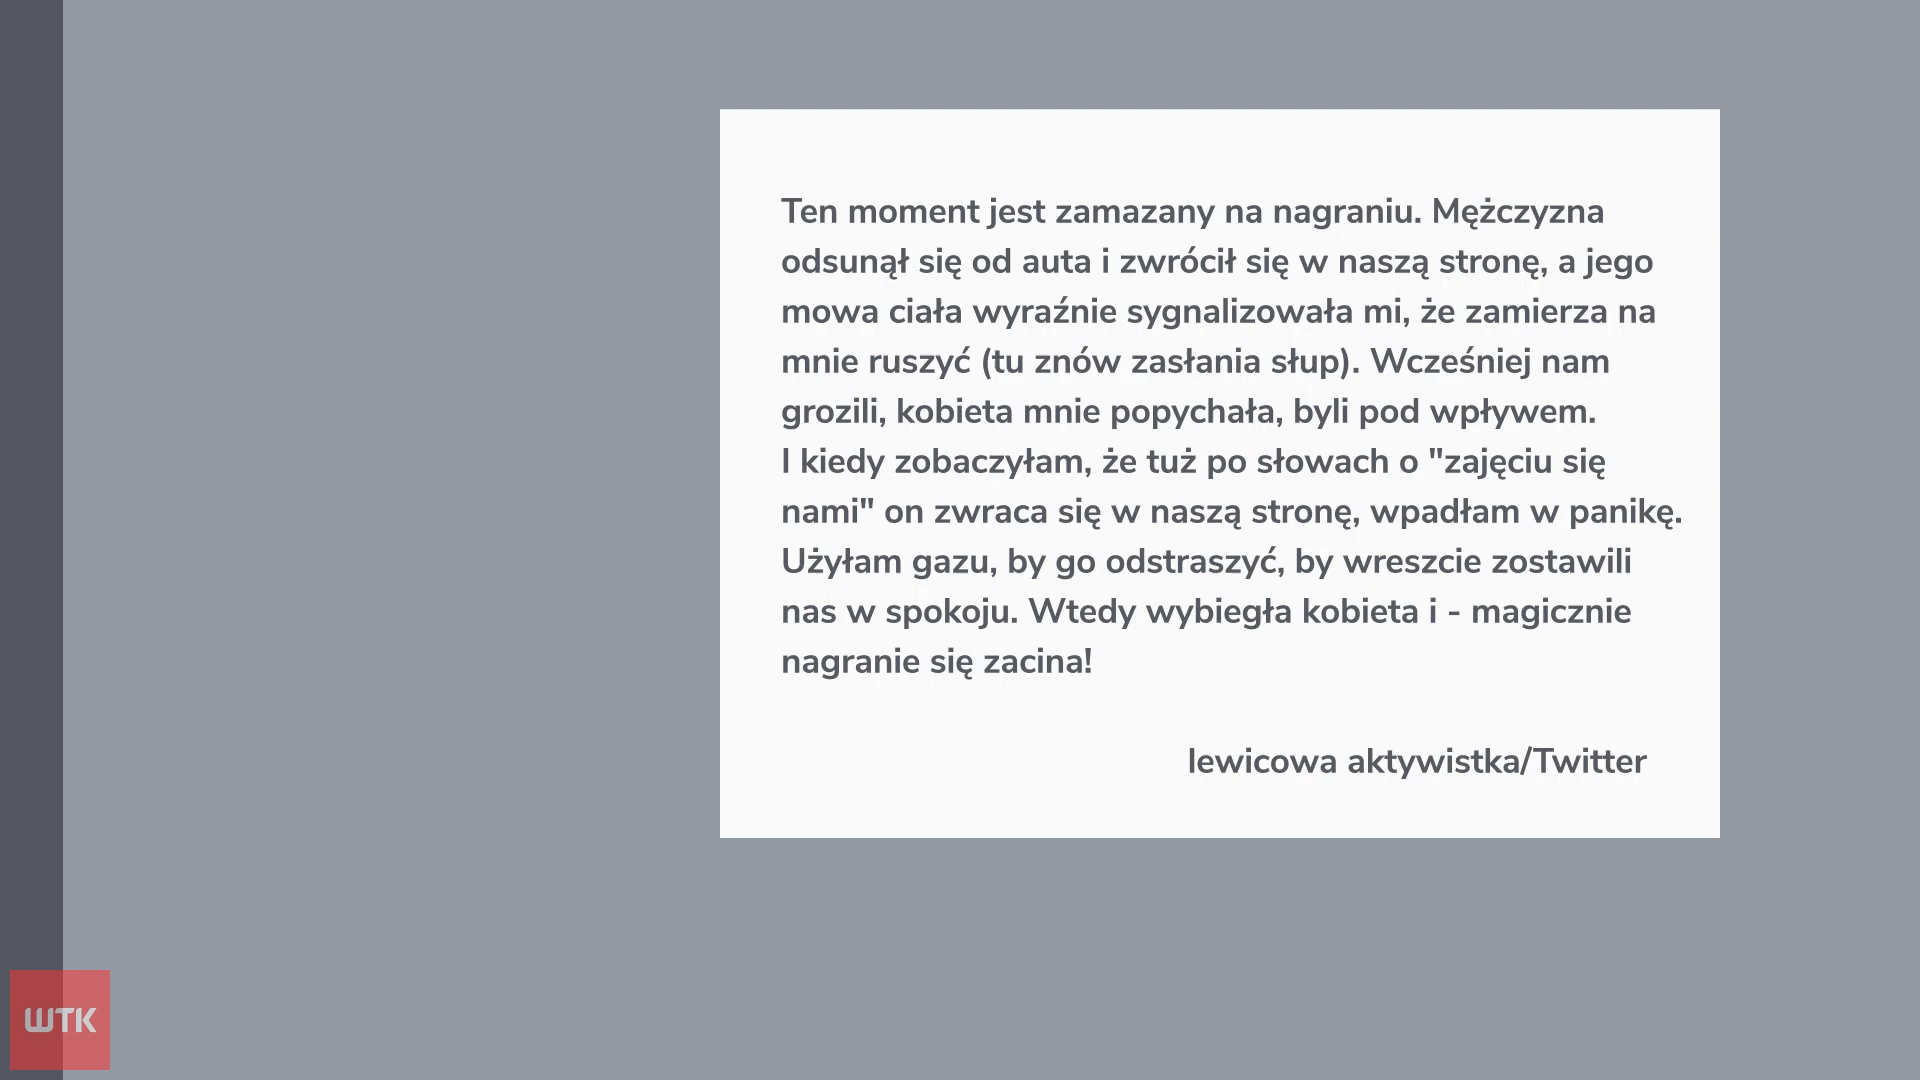 Ten moment jest zamazany na nagraniu. Mężczyzna
odsunął się od auta i zwrócił się w naszą stronę, a jego
mowa ciała wyraźnie sygnalizowała mi, że zamierza na
mnie ruszyć (tu znów zasłania słup). Wcześniej nam
grozili, kobieta mnie popychała, byli pod wpływem.
I kiedy zobaczyłam, że tuż po słowach o "zajęciu się
nami" on zwraca się w naszą stronę, wpadłam w panikę.
Użyłam gazu, by go odstraszyć, by wreszcie zostawili
nas w spokoju. Wtedy wybiegła kobieta i - magicznie
nagranie się zacina!
lewicowa aktywistka/Twitter
WTK